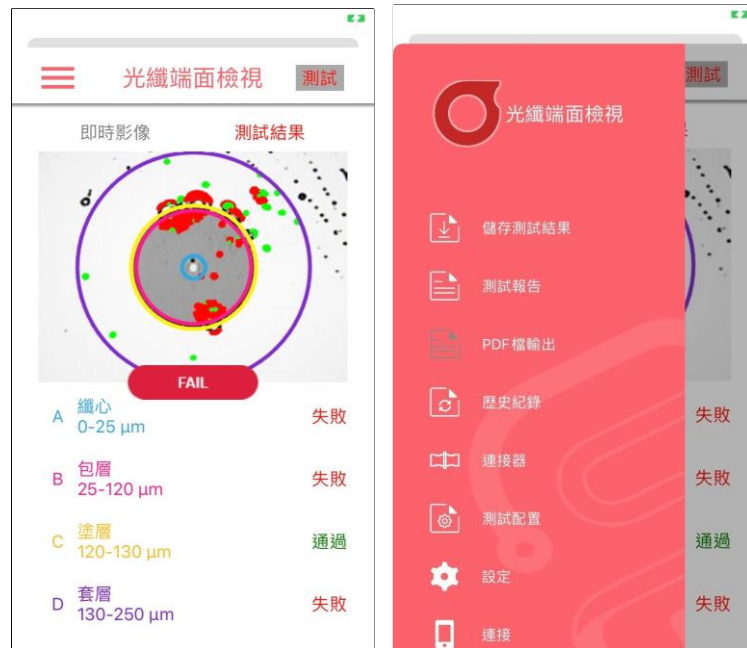 光纖端面檢視
測試
即時影像
測試結果
FAIL
A 纖心 失敗
0-25 μm
B 包層 失敗
25-120 μm
C 塗層 通過
120-130 μm
D 套層 失敗
130-250 μm
光纖端面檢視
測試
儲存測試結果
測試報告
PDF 檔輸出
歷史紀錄
失敗
連接器
失敗
測試配置
通過
設定
失敗
連接